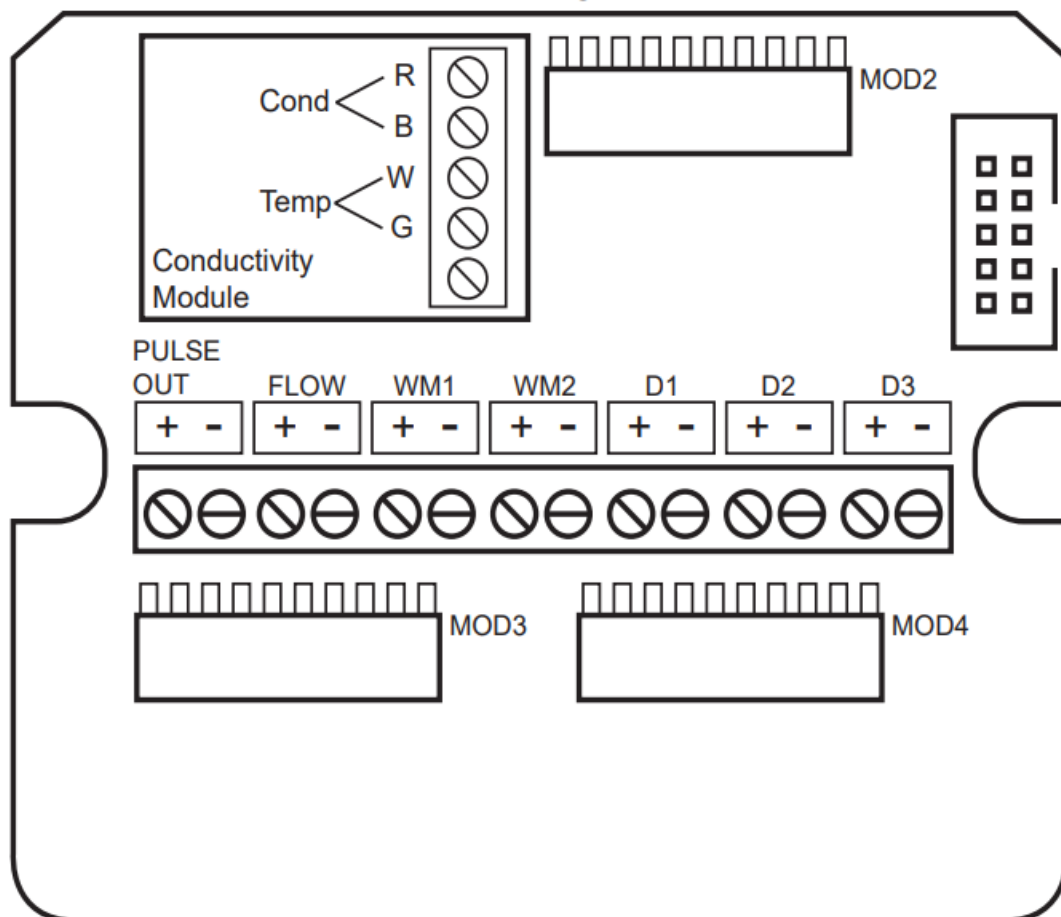 R
MOD2
Cond
B
W
Temp
G
Conductivity
Module
PULSE
OUT FLOW WM1 WM2 D1 D2 D3
+ - + - + - + - + - + - + -
MOD3 MOD4